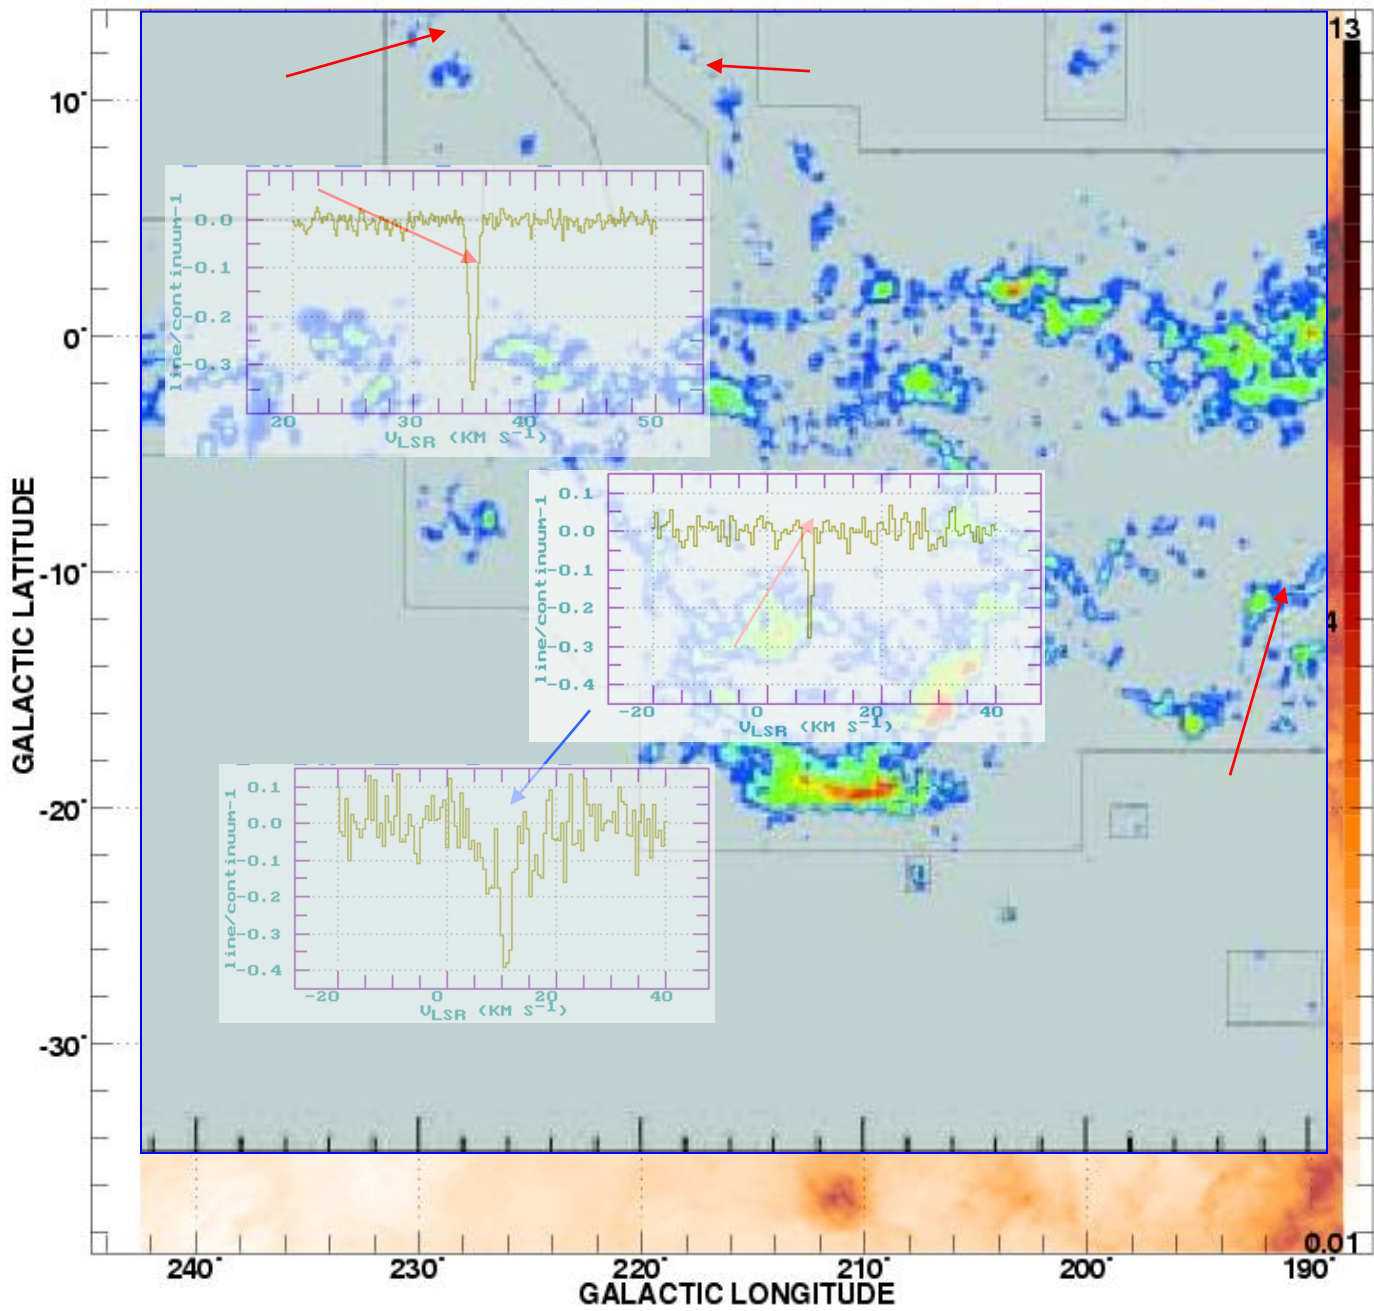 13
10°
0.0
-0.1
-0.2
-0.3
line/continuum-1
20 30 40 50
VLSR (KM S-1)
0°
0.1
0.0
-0.1
-0.2
-0.3
-0.4
line/continuum-1
-20 0 20 40
VLSR (KM S-1)
-10°
4
GALACTIC LATITUDE
0.1
0.0
-0.1
-0.2
-0.3
-0.4
line/continuum-1
-20 0 20 40
VLSR (KM S-1)
-20°
-30°
0.01
240° 230° 220° 210° 200° 190°
GALACTIC LONGITUDE